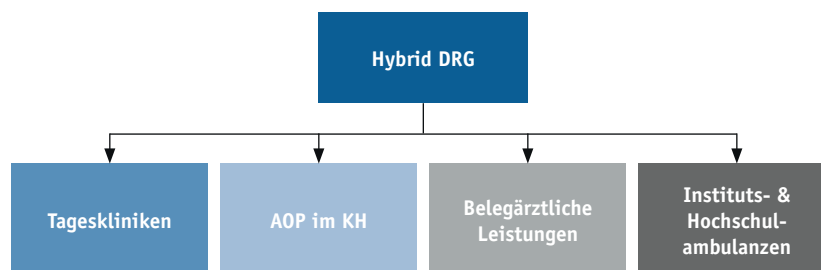 Hybrid DRG
Tageskliniken
AOP im KH
Belegärztliche
Leistungen
Instituts- &
Hochschul-
ambulanzen